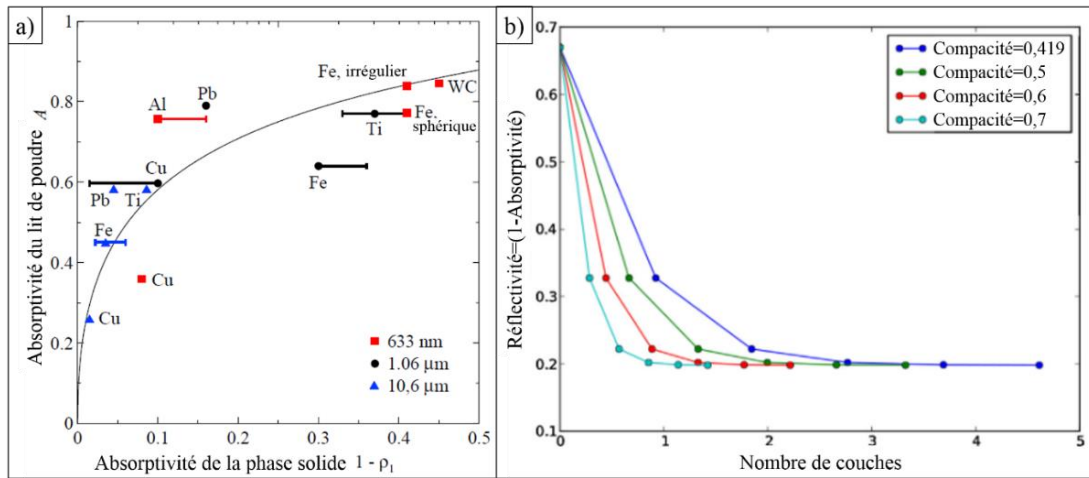 a)
1
0.8
0.6
0.4
0.2
0
0
0.1
0.2
0.3
0.4
0.5
Absorptivité du lit de poudre A
Absorptivité de la phase solide 1 - ρ1
Al
Pb
Fe, irrégulier
WC
Ti
Fe,
sphérique
Cu
Fe
Pb
Ti
Fe
Cu
Cu
633 nm
1.06 µm
10,6 µm
b)
0.7
0.6
0.5
0.4
0.3
0.2
0.1
0
1
2
3
4
5
Réflectivité=(1-Absorptivité)
Nombre de couches
Compacité=0,419
Compacité=0,5
Compacité=0,6
Compacité=0,7